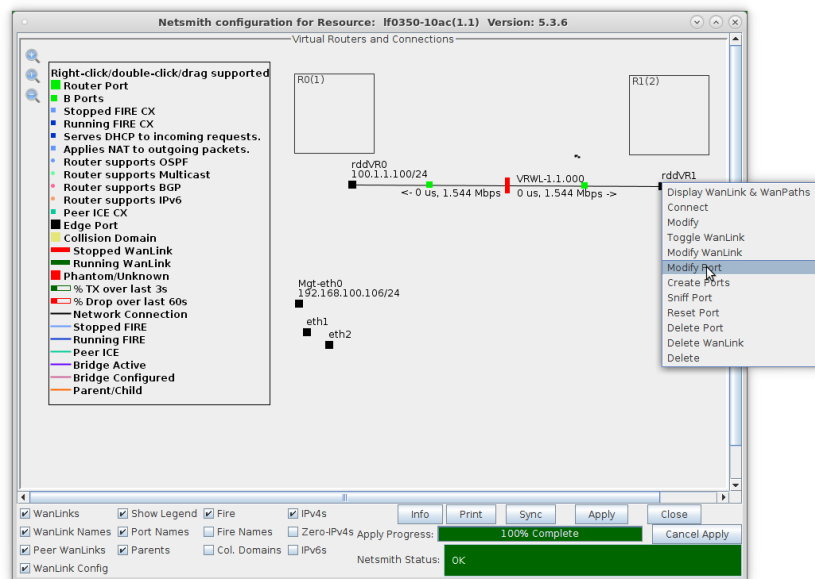 Netsmith configuration for Resource:  lf0350-10ac(1.1)  Version: 5.3.6
Virtual Routers and Connections
Right-click/double-click/drag supported
Router Port
B Ports
Stopped FIRE CX
Running FIRE CX
Serves DHCP to incoming requests.
Applies NAT to outgoing packets.
Router supports OSPF
Router supports Multicast
Router supports BGP
Router supports IPv6
Peer ICE CX
Edge Port
Collision Domain
Stopped WanLink
Running WanLink
Phantom/Unknown
% TX over last 3s
% Drop over last 60s
Network Connection
Stopped FIRE
Running FIRE
Peer ICE
Bridge Active
Bridge Configured
Parent/Child
R0(1)
R1(2)
rddVR0
100.1.1.100/24
VRWL-1.1.000
<- 0 us, 1.544 Mbps
0 us, 1.544 Mbps ->
rddVR1
Mgt-eth0
192.168.100.106/24
eth1
eth2
Display WanLink & WanPaths
Connect
Modify
Toggle WanLink
Modify WanLink
Modify Port
Create Ports
Sniff Port
Reset Port
Delete Port
Delete WanLink
Delete
WanLinks Show Legend Fire IPv4s Info Print Sync Apply Close
WanLink Names Port Names Fire Names Zero-IPv4s Apply Progress: 100% Complete Cancel Apply
Peer WanLinks Parents Col. Domains IPv6s Netsmith Status: OK
WanLink Config